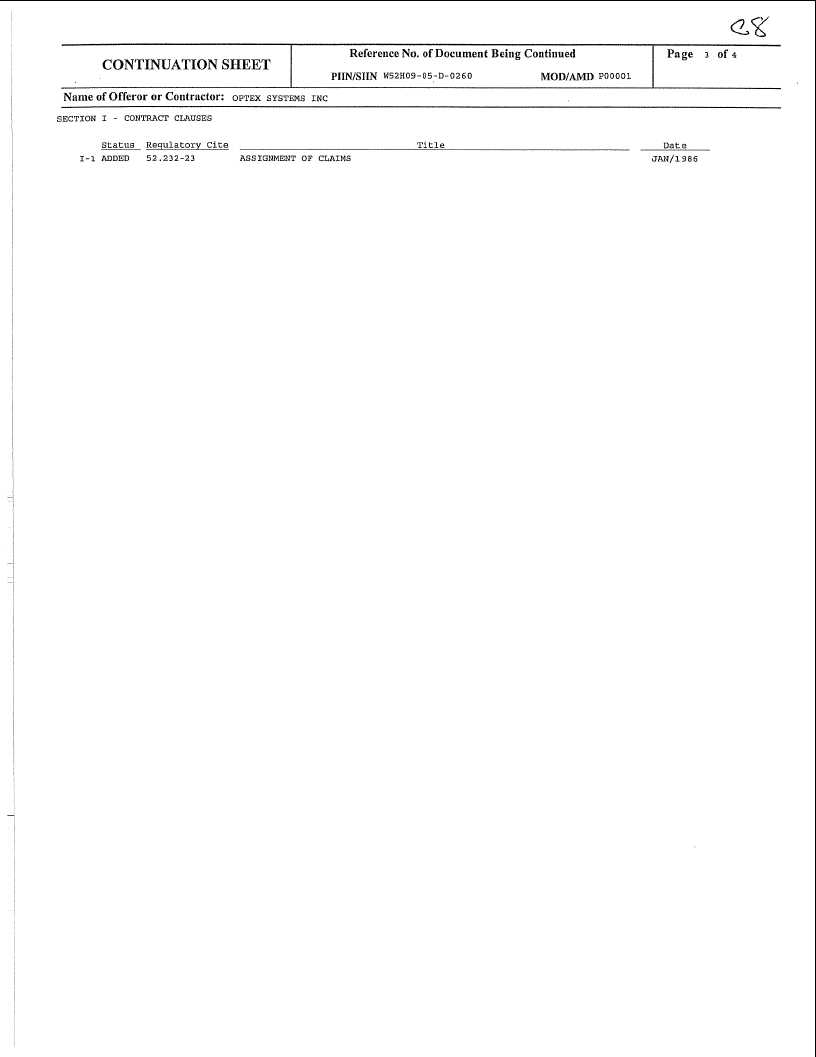 C8
CONTINUATION SHEET
Reference No. of Document Being Continued
PIIN/SIIN W52H09-05-D-0260 MOD/AMD P00001
Page 3 of 4
Name of Offeror or Contractor: OPTEX SYSTEMS INC
SECTION I - CONTRACT CLAUSES
Status Regulatory Cite Title Date
I-1 ADDED 52.232-23 ASSIGNMENT OF CLAIMS JAN/1986